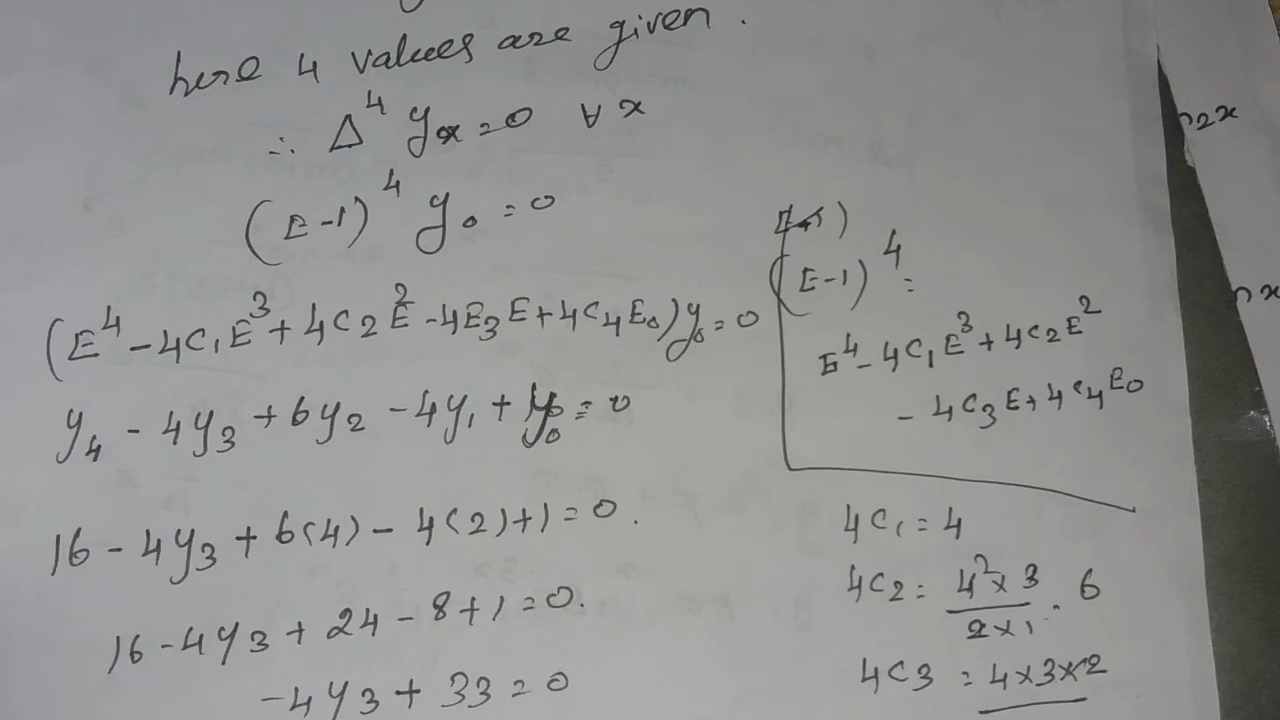 here 4 values are given.
∴ Δ⁴ yx = 0 ∀ x
(E-1)⁴ y₀ = 0
(E⁴ - 4C₁E³ + 4C₂E² - 4E₃E + 4C₄E₀)y₀ = 0
y₄ - 4y₃ + 6y₂ - 4y₁ + y₀ = 0
16 - 4y₃ + 6(4) - 4(2) + 1 = 0.
16 - 4y₃ + 24 - 8 + 1 = 0.
-4y₃ + 33 = 0
(E-1)⁴ =
E⁴ - 4C₁E³ + 4C₂E²
- 4C₃E + 4C₄E₀
4C₁ = 4
4C₂ = 4² × 3 / 2×1 . 6
4C₃ = 4×3×2
2x
x